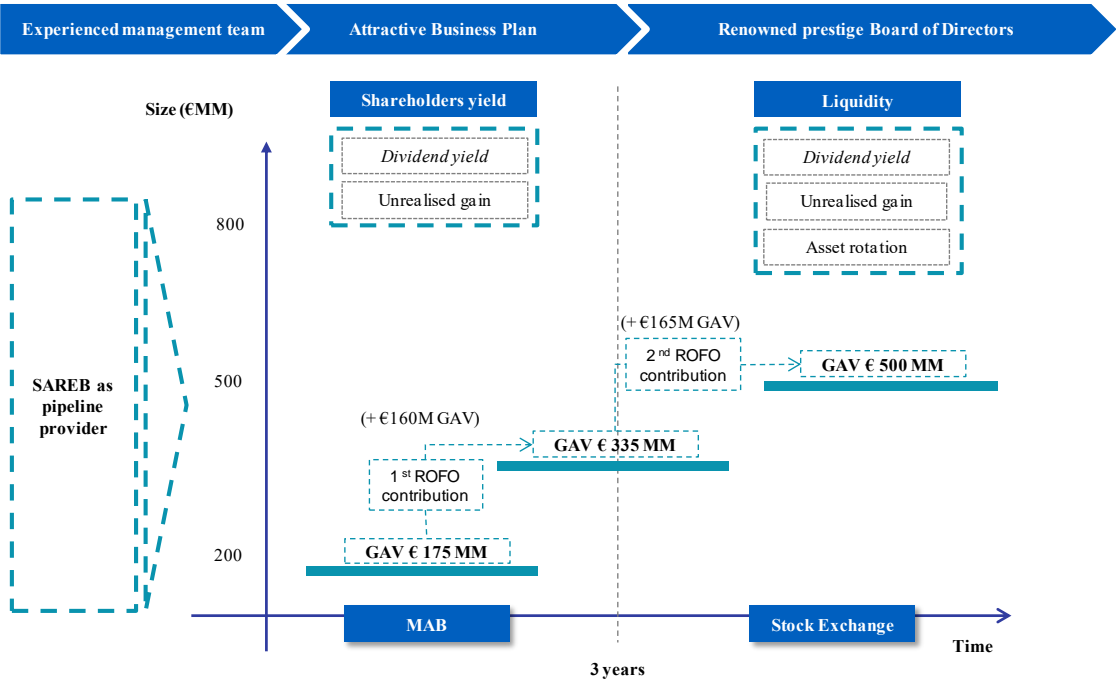 Experienced management team
Attractive Business Plan
Renowned prestige Board of Directors
Size (€MM)
Shareholders yield
Dividend yield
Unrealised gain
Liquidity
Dividend yield
Unrealised gain
Asset rotation
800
500
200
SAREB as
pipeline
provider
(+ €165M GAV)
2nd ROFO
contribution
GAV € 500 MM
(+ €160M GAV)
GAV € 335 MM
1st ROFO
contribution
GAV € 175 MM
MAB
Stock Exchange
Time
3 years